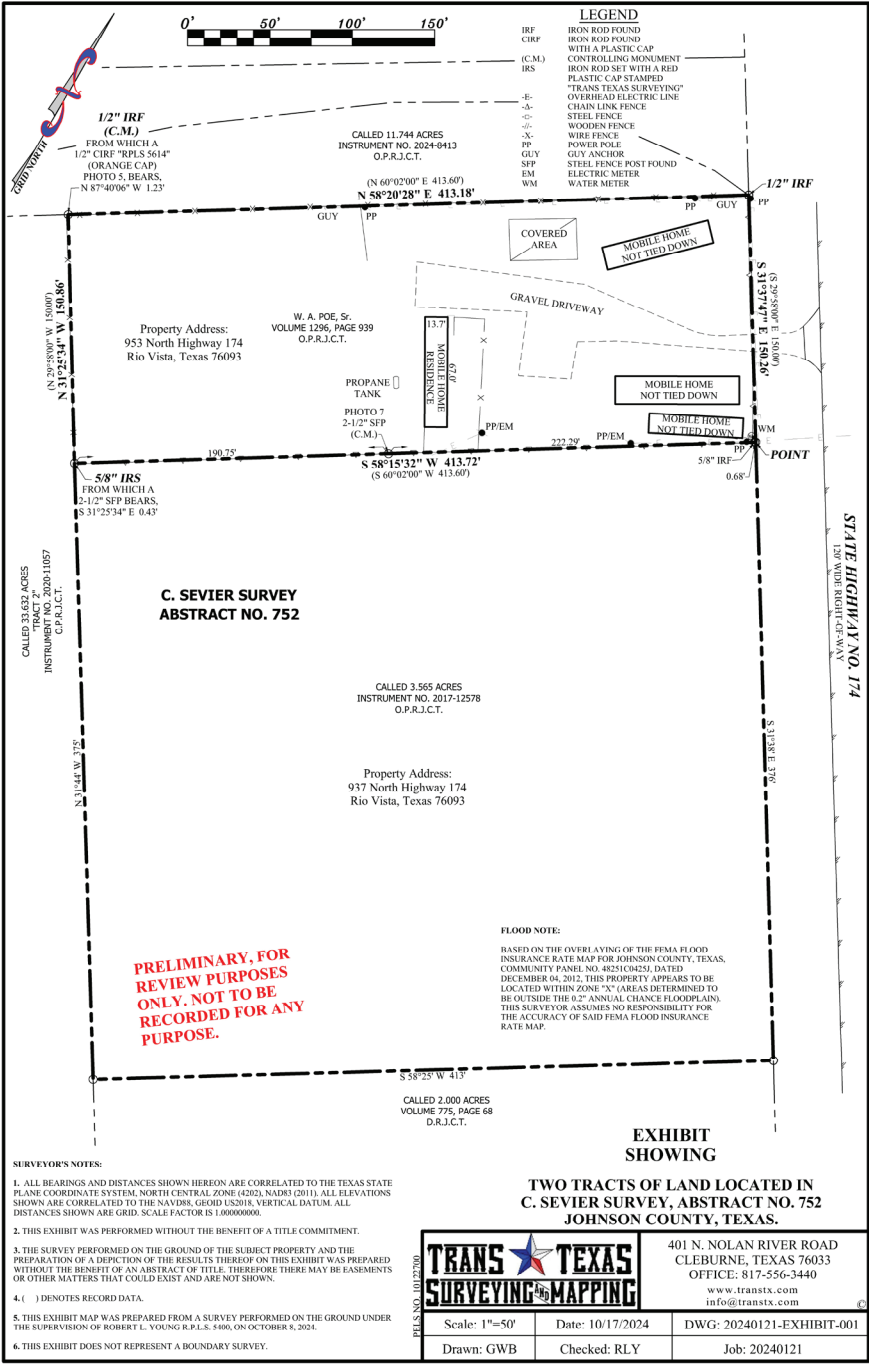 0' 50' 100' 150'
LEGEND
IRF IRON ROD FOUND
CIRF IRON ROD FOUND
WITH A PLASTIC CAP
(C.M.) CONTROLLING MONUMENT
IRS IRON ROD SET WITH A RED
PLASTIC CAP STAMPED
"TRANS TEXAS SURVEYING"
-E- OVERHEAD ELECTRIC LINE
-Δ- CHAIN LINK FENCE
-□- STEEL FENCE
-//- WOODEN FENCE
-X- WIRE FENCE
PP POWER POLE
GUY GUY ANCHOR
SFP STEEL FENCE POST FOUND
EM ELECTRIC METER
WM WATER METER
GRID NORTH
1/2" IRF
(C.M.)
FROM WHICH A
1/2" CIRF "RPLS 5614"
(ORANGE CAP)
PHOTO 5, BEARS,
N 87°40'06" W 1.23'
CALLED 11.744 ACRES
INSTRUMENT NO. 2024-8413
O.P.R.J.C.T.
(N 60°02'00" E 413.60')
N 58°20'28" E 413.18'
1/2" IRF
GUY PP
PP GUY PP
COVERED
AREA
MOBILE HOME
NOT TIED DOWN
GRAVEL DRIVEWAY
(S 29°58'00" E 150.00')
S 31°37'47" E 150.26'
(N 29°58'00" W 150.00')
N 31°25'34" W 150.86'
Property Address:
953 North Highway 174
Rio Vista, Texas 76093
W. A. POE, Sr.
VOLUME 1296, PAGE 939
O.P.R.J.C.T.
13.7'
67.0'
MOBILE HOME
RESIDENCE
PROPANE
TANK
PHOTO 7
2-1/2" SFP
(C.M.)
MOBILE HOME
NOT TIED DOWN
MOBILE HOME
NOT TIED DOWN
PP/EM
PP/EM
WM
PP
5/8" IRF
0.68'
POINT
190.75'
222.29'
S 58°15'32" W 413.72'
(S 60°02'00" W 413.60')
5/8" IRS
FROM WHICH A
2-1/2" SFP BEARS,
S 31°25'34" E 0.43'
CALLED 33.632 ACRES
"TRACT 2"
INSTRUMENT NO. 2020-11057
O.P.R.J.C.T.
C. SEVIER SURVEY
ABSTRACT NO. 752
STATE HIGHWAY NO. 174
120' WIDE RIGHT-OF-WAY
CALLED 3.565 ACRES
INSTRUMENT NO. 2017-12578
O.P.R.J.C.T.
N 31°44' W 375'
S 31°38' E 376'
Property Address:
937 North Highway 174
Rio Vista, Texas 76093
PRELIMINARY, FOR
REVIEW PURPOSES
ONLY. NOT TO BE
RECORDED FOR ANY
PURPOSE.
FLOOD NOTE:
BASED ON THE OVERLAYING OF THE FEMA FLOOD
INSURANCE RATE MAP FOR JOHNSON COUNTY, TEXAS,
COMMUNITY PANEL NO. 48251C0425J, DATED
DECEMBER 04, 2012, THIS PROPERTY APPEARS TO BE
LOCATED WITHIN ZONE "X" (AREAS DETERMINED TO
BE OUTSIDE THE 0.2" ANNUAL CHANCE FLOODPLAIN).
THIS SURVEYOR ASSUMES NO RESPONSIBILITY FOR
THE ACCURACY OF SAID FEMA FLOOD INSURANCE
RATE MAP.
S 58°25' W 413'
CALLED 2.000 ACRES
VOLUME 775, PAGE 68
D.R.J.C.T.
SURVEYOR'S NOTES:
1. ALL BEARINGS AND DISTANCES SHOWN HEREON ARE CORRELATED TO THE TEXAS STATE
PLANE COORDINATE SYSTEM, NORTH CENTRAL ZONE (4202), NAD83 (2011). ALL ELEVATIONS
SHOWN ARE CORRELATED TO THE NAVD88, GEOID US2018, VERTICAL DATUM. ALL
DISTANCES SHOWN ARE GRID. SCALE FACTOR IS 1.000000000.
2. THIS EXHIBIT WAS PERFORMED WITHOUT THE BENEFIT OF A TITLE COMMITMENT.
3. THE SURVEY PERFORMED ON THE GROUND OF THE SUBJECT PROPERTY AND THE
PREPARATION OF A DEPICTION OF THE RESULTS THEREOF ON THIS EXHIBIT WAS PREPARED
WITHOUT THE BENEFIT OF AN ABSTRACT OF TITLE. THEREFORE THERE MAY BE EASEMENTS
OR OTHER MATTERS THAT COULD EXIST AND ARE NOT SHOWN.
4. ( ) DENOTES RECORD DATA.
5. THIS EXHIBIT MAP WAS PREPARED FROM A SURVEY PERFORMED ON THE GROUND UNDER
THE SUPERVISION OF ROBERT L. YOUNG R.P.L.S. 5400, ON OCTOBER 8, 2024.
6. THIS EXHIBIT DOES NOT REPRESENT A BOUNDARY SURVEY.
EXHIBIT
SHOWING
TWO TRACTS OF LAND LOCATED IN
C. SEVIER SURVEY, ABSTRACT NO. 752
JOHNSON COUNTY, TEXAS.
PELS NO. 10122700
TRANS TEXAS
SURVEYING AND MAPPING
401 N. NOLAN RIVER ROAD
CLEBURNE, TEXAS 76033
OFFICE: 817-556-3440
www.transtx.com
info@transtx.com
©
Scale: 1"=50' Date: 10/17/2024 DWG: 20240121-EXHIBIT-001
Drawn: GWB Checked: RLY Job: 20240121